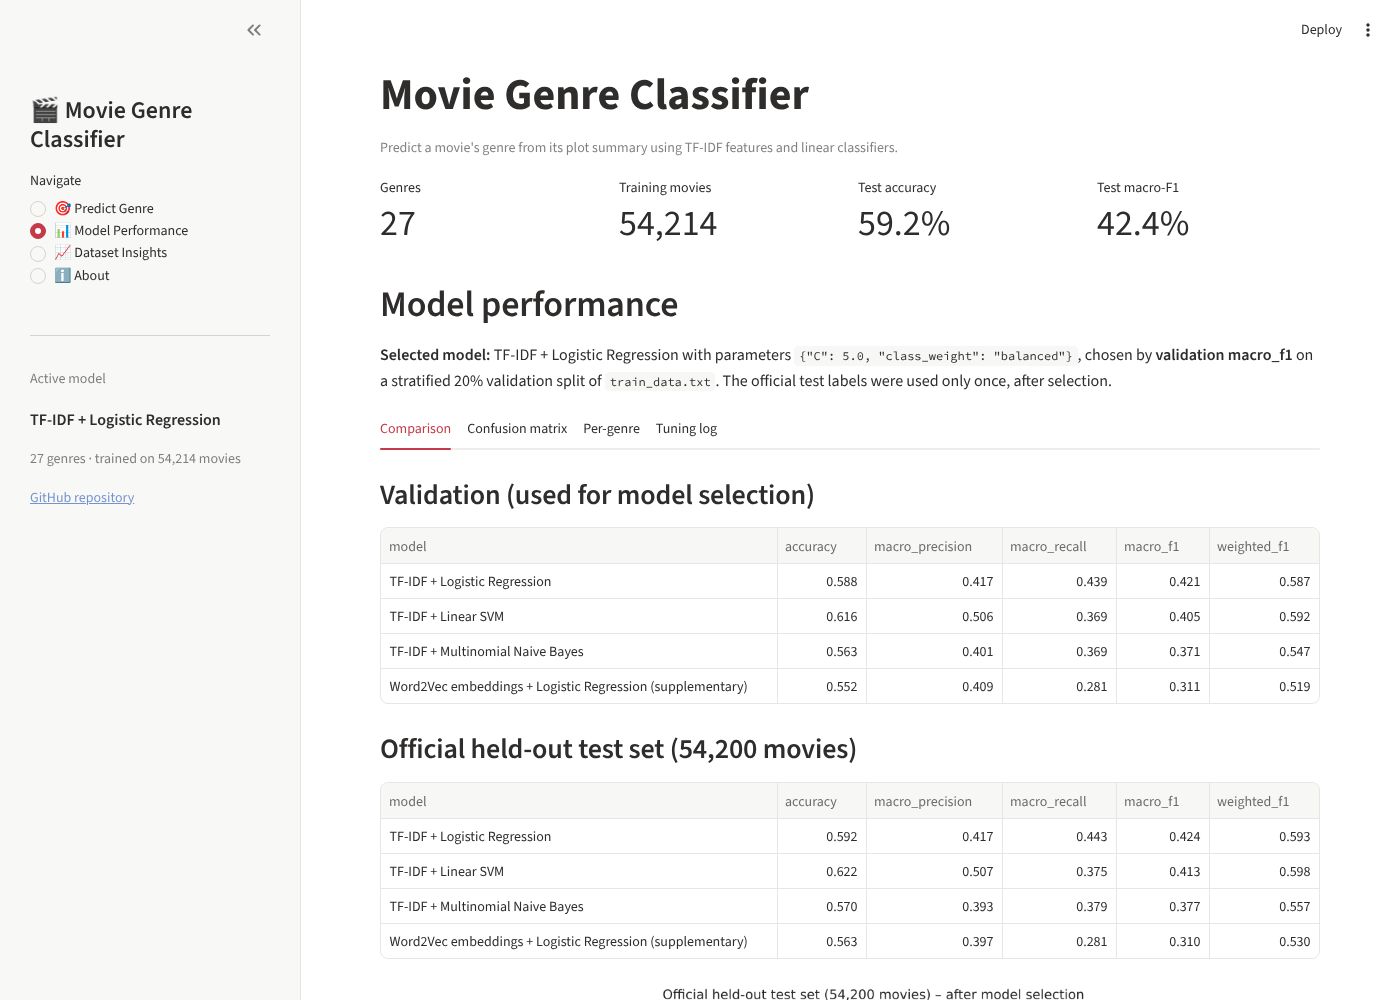 Deploy
🎬 Movie Genre
Classifier
Navigate
🎯 Predict Genre
📊 Model Performance
📈 Dataset Insights
ℹ️ About
Active model
TF-IDF + Logistic Regression
27 genres · trained on 54,214 movies
GitHub repository
Movie Genre Classifier
Predict a movie's genre from its plot summary using TF-IDF features and linear classifiers.
Genres Training movies Test accuracy Test macro-F1
27 54,214 59.2% 42.4%
Model performance
Selected model: TF-IDF + Logistic Regression with parameters {"C": 5.0, "class_weight": "balanced"} , chosen by validation macro_f1 on
a stratified 20% validation split of train_data.txt . The official test labels were used only once, after selection.
Comparison Confusion matrix Per-genre Tuning log
Validation (used for model selection)
model accuracy macro_precision macro_recall macro_f1 weighted_f1
TF-IDF + Logistic Regression 0.588 0.417 0.439 0.421 0.587
TF-IDF + Linear SVM 0.616 0.506 0.369 0.405 0.592
TF-IDF + Multinomial Naive Bayes 0.563 0.401 0.369 0.371 0.547
Word2Vec embeddings + Logistic Regression (supplementary) 0.552 0.409 0.281 0.311 0.519
Official held-out test set (54,200 movies)
model accuracy macro_precision macro_recall macro_f1 weighted_f1
TF-IDF + Logistic Regression 0.592 0.417 0.443 0.424 0.593
TF-IDF + Linear SVM 0.622 0.507 0.375 0.413 0.598
TF-IDF + Multinomial Naive Bayes 0.570 0.393 0.379 0.377 0.557
Word2Vec embeddings + Logistic Regression (supplementary) 0.563 0.397 0.281 0.310 0.530
Official held-out test set (54,200 movies) – after model selection